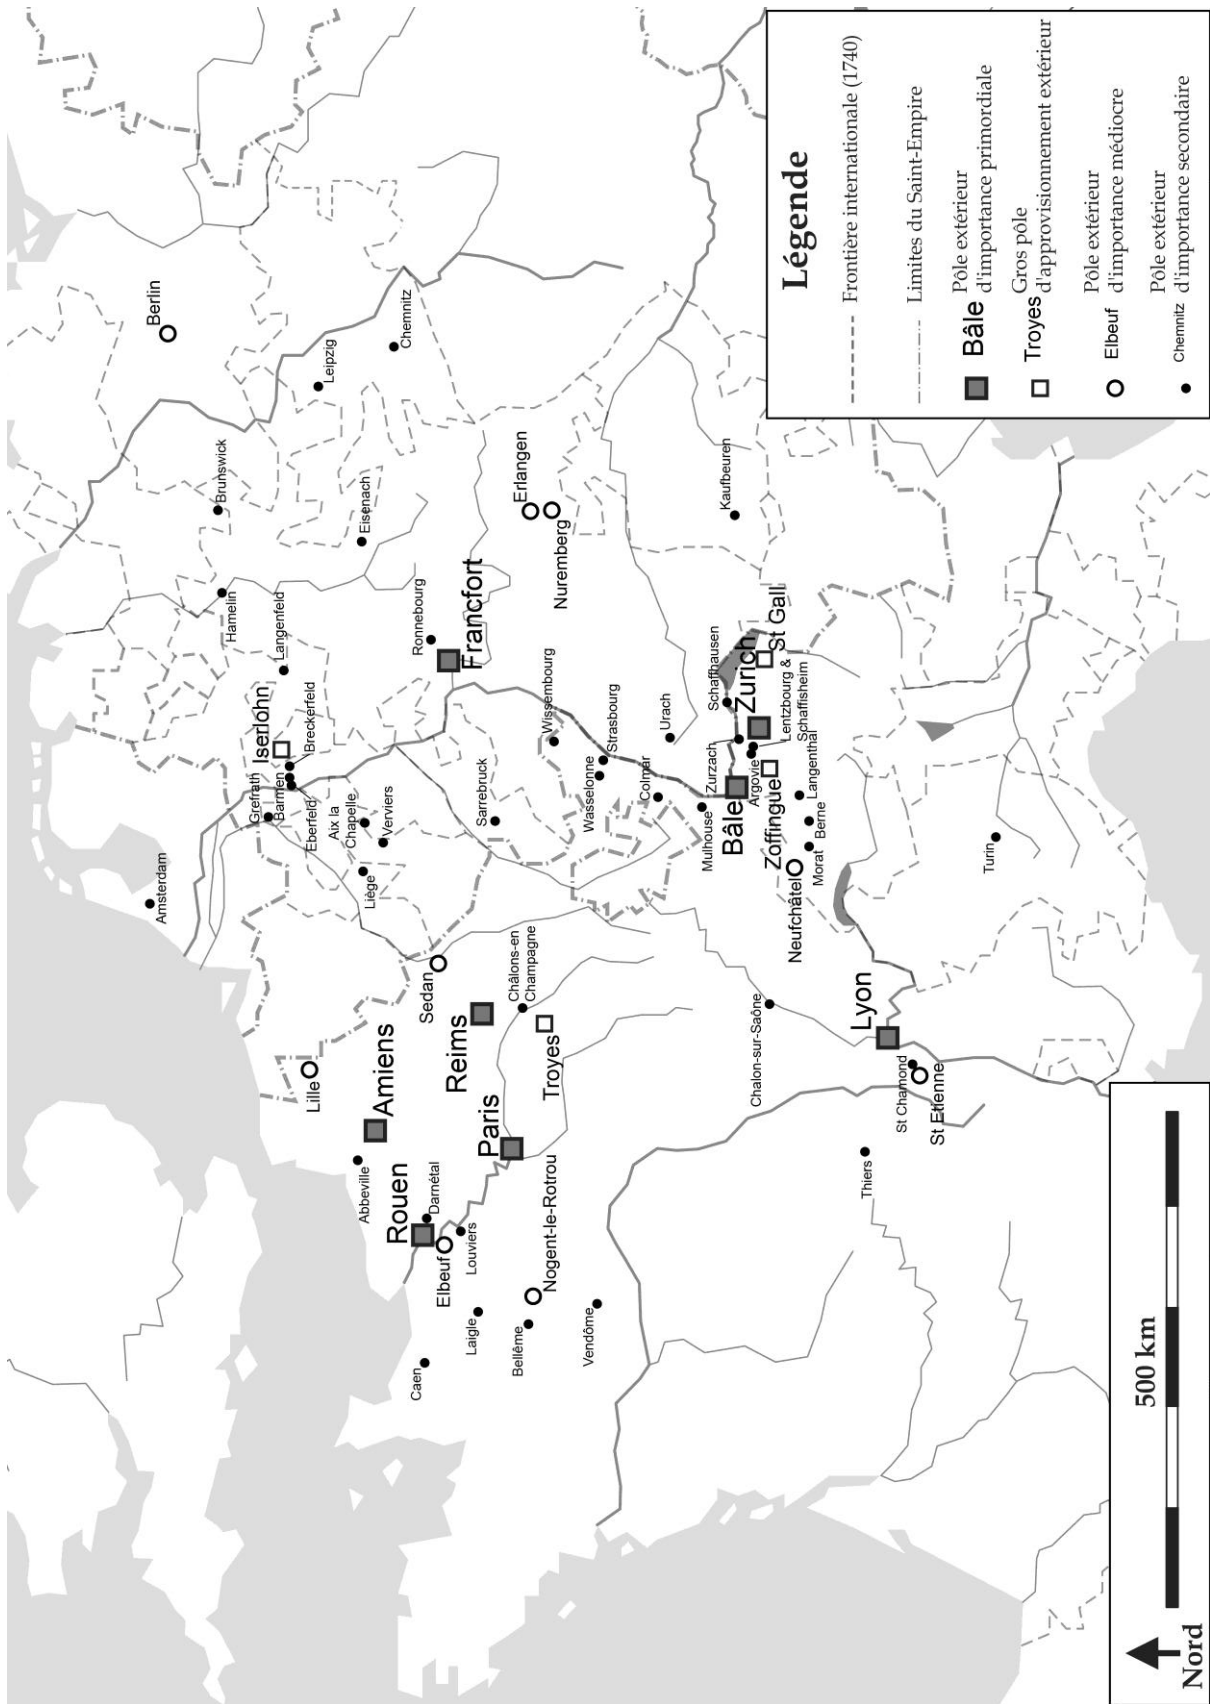 Berlin
Chemnitz
Leipzig
Brunswick
Eisenach
Erlangen
Nuremberg
Kaufbeuren
Hamelin
Langenfeld
Ronnebourg
Francfort
Iserlohn
Breckerfeld
Grefrath
Barmen
Eberfeld
Aix la
Chapelle
Verviers
Liège
Amsterdam
Sarrebruck
Wissembourg
Strasbourg
Wasselonne
Colmar
Urach
Mulhouse
Bâle
Zurzach
Schaffhausen
Zurich
St Gall
Lentzbourg &
Schaffisheim
Argovie
Zoffingue
Langenthal
Berne
Morat
Neufchâtel
Turin
Sedan
Reims
Châlons-en
Champagne
Troyes
Lille
Amiens
Abbeville
Paris
Rouen
Darnétal
Elbeuf
Louviers
Nogent-le-Rotrou
Laigle
Bellême
Caen
Vendôme
Chalon-sur-Saône
Lyon
St Chamond
St Etienne
Thiers
Légende
Frontière internationale (1740)
Limites du Saint-Empire
Bâle
Pôle extérieur
d'importance primordiale
Troyes
Gros pôle
d'approvisionnement extérieur
Elbeuf
Pôle extérieur
d'importance médiocre
Chemnitz
Pôle extérieur
d'importance secondaire
500 km
Nord